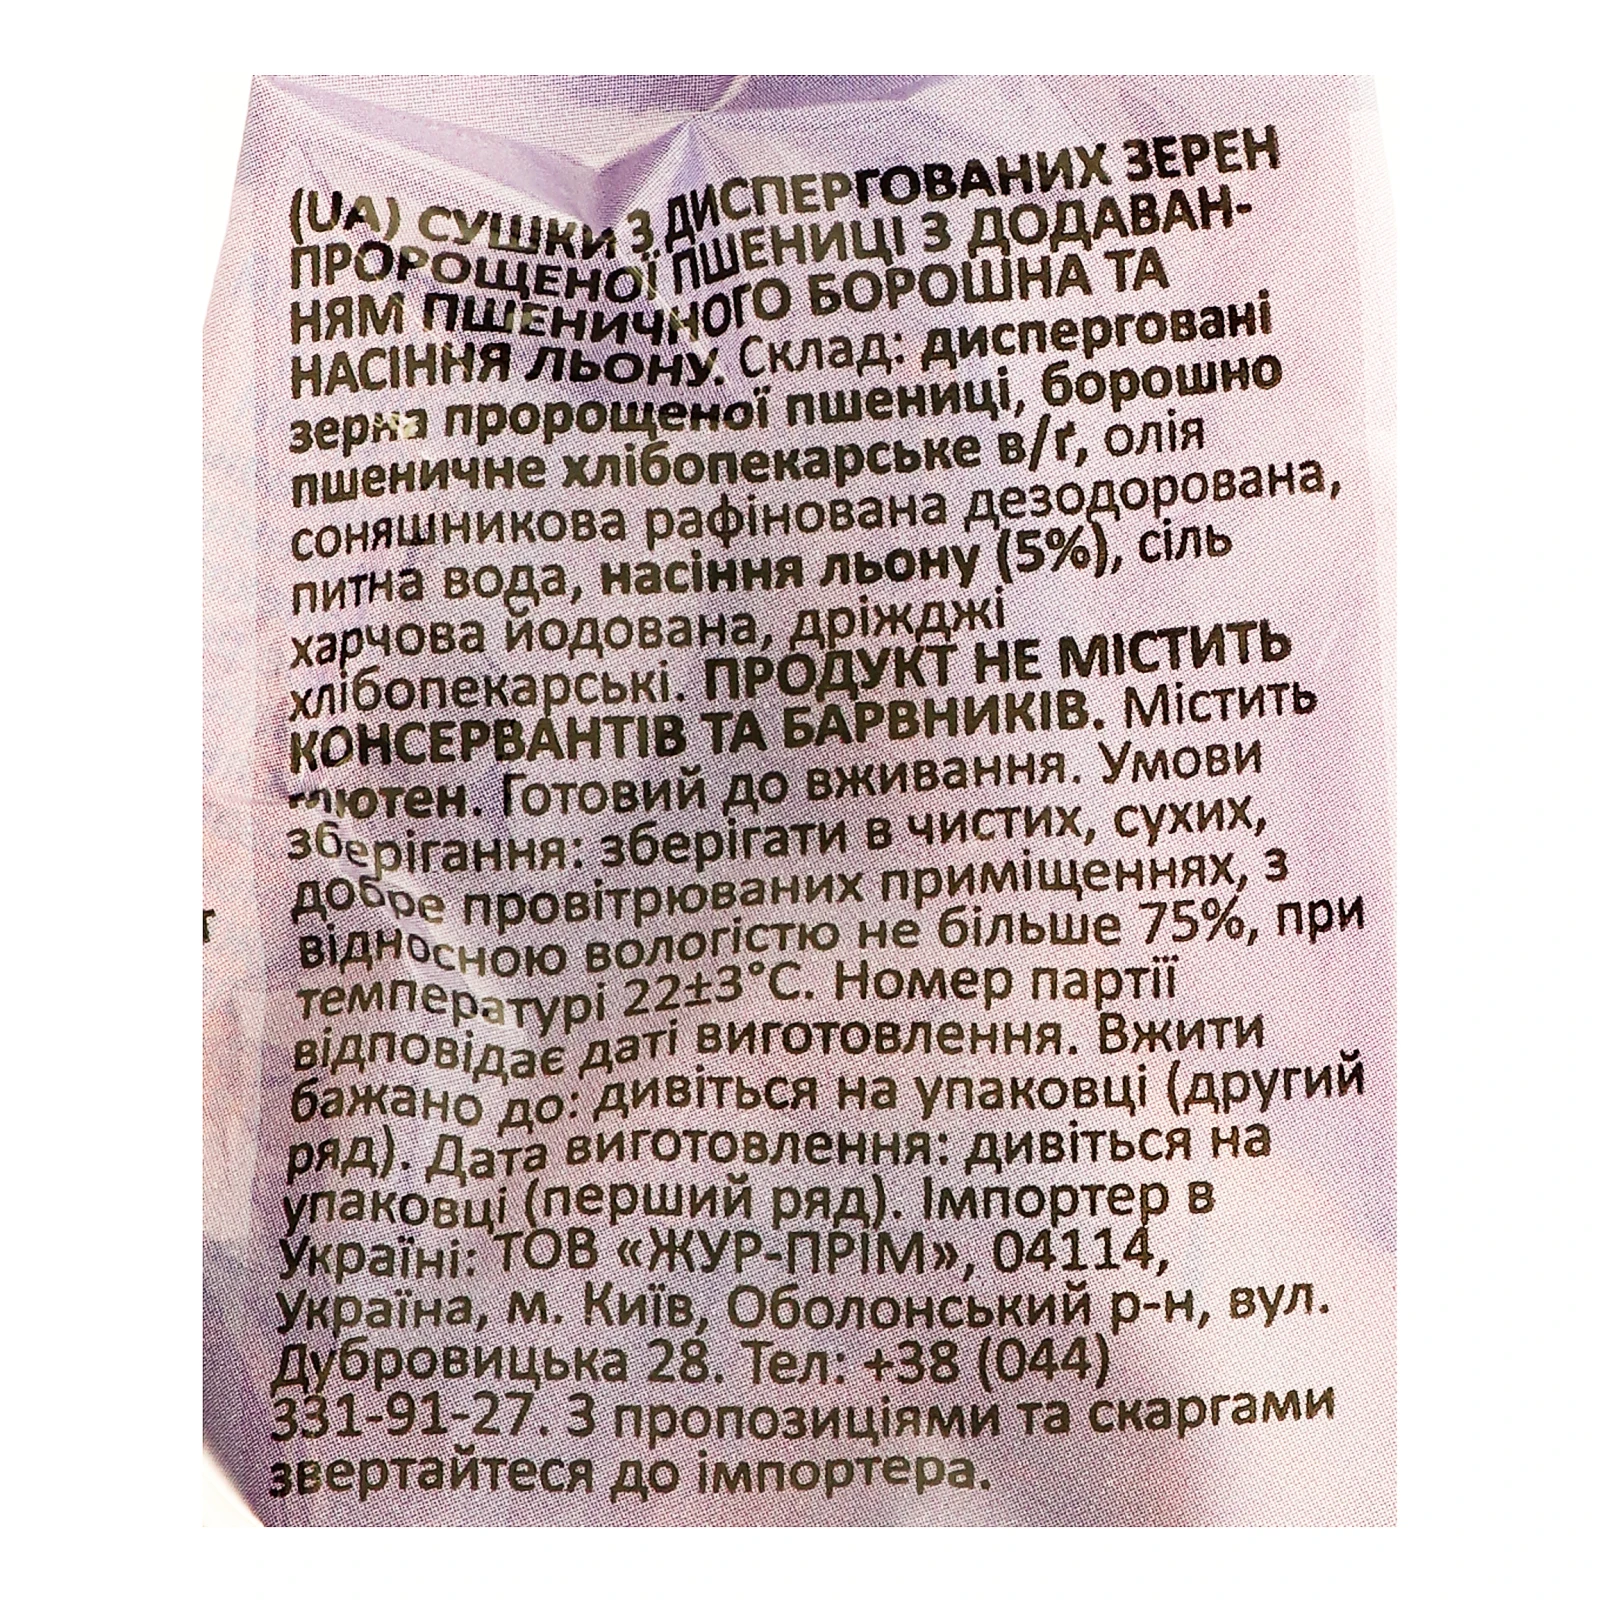 (UA) СУШКИ З ДИСПЕРГОВАНИХ ЗЕРЕН
ПРОРОЩЕНОЇ ПШЕНИЦІ З ДОДАВАН-
НЯМ ПШЕНИЧНОГО БОРОШНА ТА
НАСІННЯ ЛЬОНУ. Склад: дисперговані
зерна пророщеної пшениці, борошно
пшеничне хлібопекарське в/ґ, олія
соняшникова рафінована дезодорована,
питна вода, насіння льону (5%), сіль
харчова йодована, дріжджі
хлібопекарські. ПРОДУКТ НЕ МІСТИТЬ
КОНСЕРВАНТІВ ТА БАРВНИКІВ. Містить
глютен. Готовий до вживання. Умови
зберігання: зберігати в чистих, сухих,
добре провітрюваних приміщеннях, з
відносною вологістю не більше 75%, при
температурі 22±3°С. Номер партії
відповідає даті виготовлення. Вжити
бажано до: дивіться на упаковці (другий
ряд). Дата виготовлення: дивіться на
упаковці (перший ряд). Імпортер в
Україні: ТОВ «ЖУР-ПРІМ», 04114,
Україна, м. Київ, Оболонський р-н, вул.
Дубровицька 28. Тел: +38 (044)
331-91-27. З пропозиціями та скаргами
звертайтеся до імпортера.